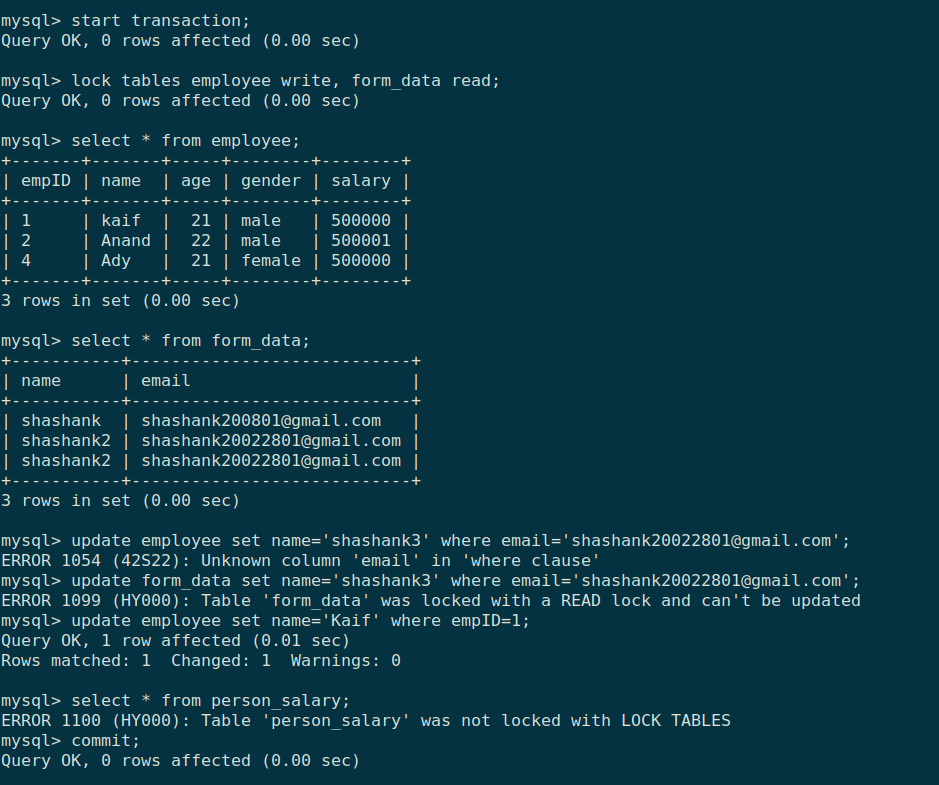 mysql> start transaction;
Query OK, 0 rows affected (0.00 sec)
mysql> lock tables employee write, form_data read;
Query OK, 0 rows affected (0.00 sec)
mysql> select * from employee;
+-------+-------+-----+--------+--------+
| empID | name  | age | gender | salary |
+-------+-------+-----+--------+--------+
| 1     | kaif  |  21 | male   | 500000 |
| 2     | Anand |  22 | male   | 500001 |
| 4     | Ady   |  21 | female | 500000 |
+-------+-------+-----+--------+--------+
3 rows in set (0.00 sec)
mysql> select * from form_data;
+-----------+----------------------------+
| name      | email                      |
+-----------+----------------------------+
| shashank  | shashank200801@gmail.com   |
| shashank2 | shashank20022801@gmail.com |
| shashank2 | shashank20022801@gmail.com |
+-----------+----------------------------+
3 rows in set (0.00 sec)
mysql> update employee set name='shashank3' where email='shashank20022801@gmail.com';
ERROR 1054 (42S22): Unknown column 'email' in 'where clause'
mysql> update form_data set name='shashank3' where email='shashank20022801@gmail.com';
ERROR 1099 (HY000): Table 'form_data' was locked with a READ lock and can't be updated
mysql> update employee set name='Kaif' where empID=1;
Query OK, 1 row affected (0.01 sec)
Rows matched: 1  Changed: 1  Warnings: 0
mysql> select * from person_salary;
ERROR 1100 (HY000): Table 'person_salary' was not locked with LOCK TABLES
mysql> commit;
Query OK, 0 rows affected (0.00 sec)